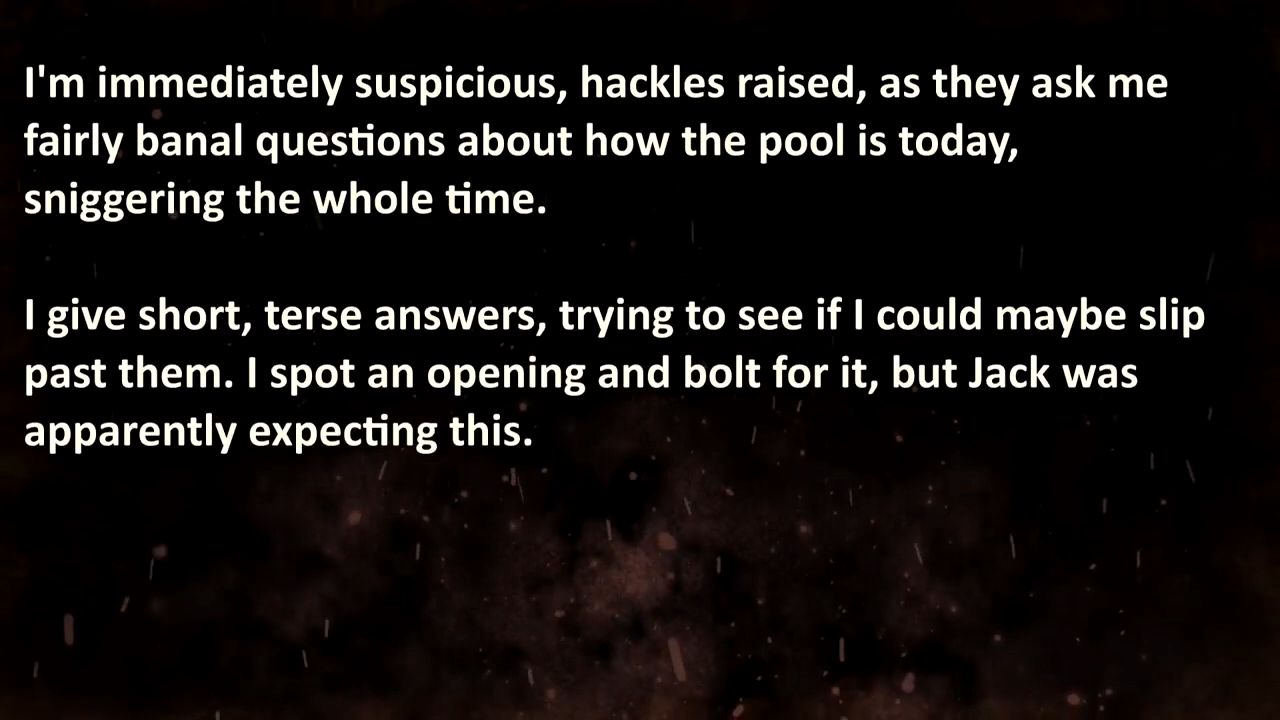 I'm immediately suspicious, hackles raised, as they ask me
fairly banal questions about how the pool is today,
sniggering the whole time.
I give short, terse answers, trying to see if I could maybe slip
past them. I spot an opening and bolt for it, but Jack was
apparently expecting this.